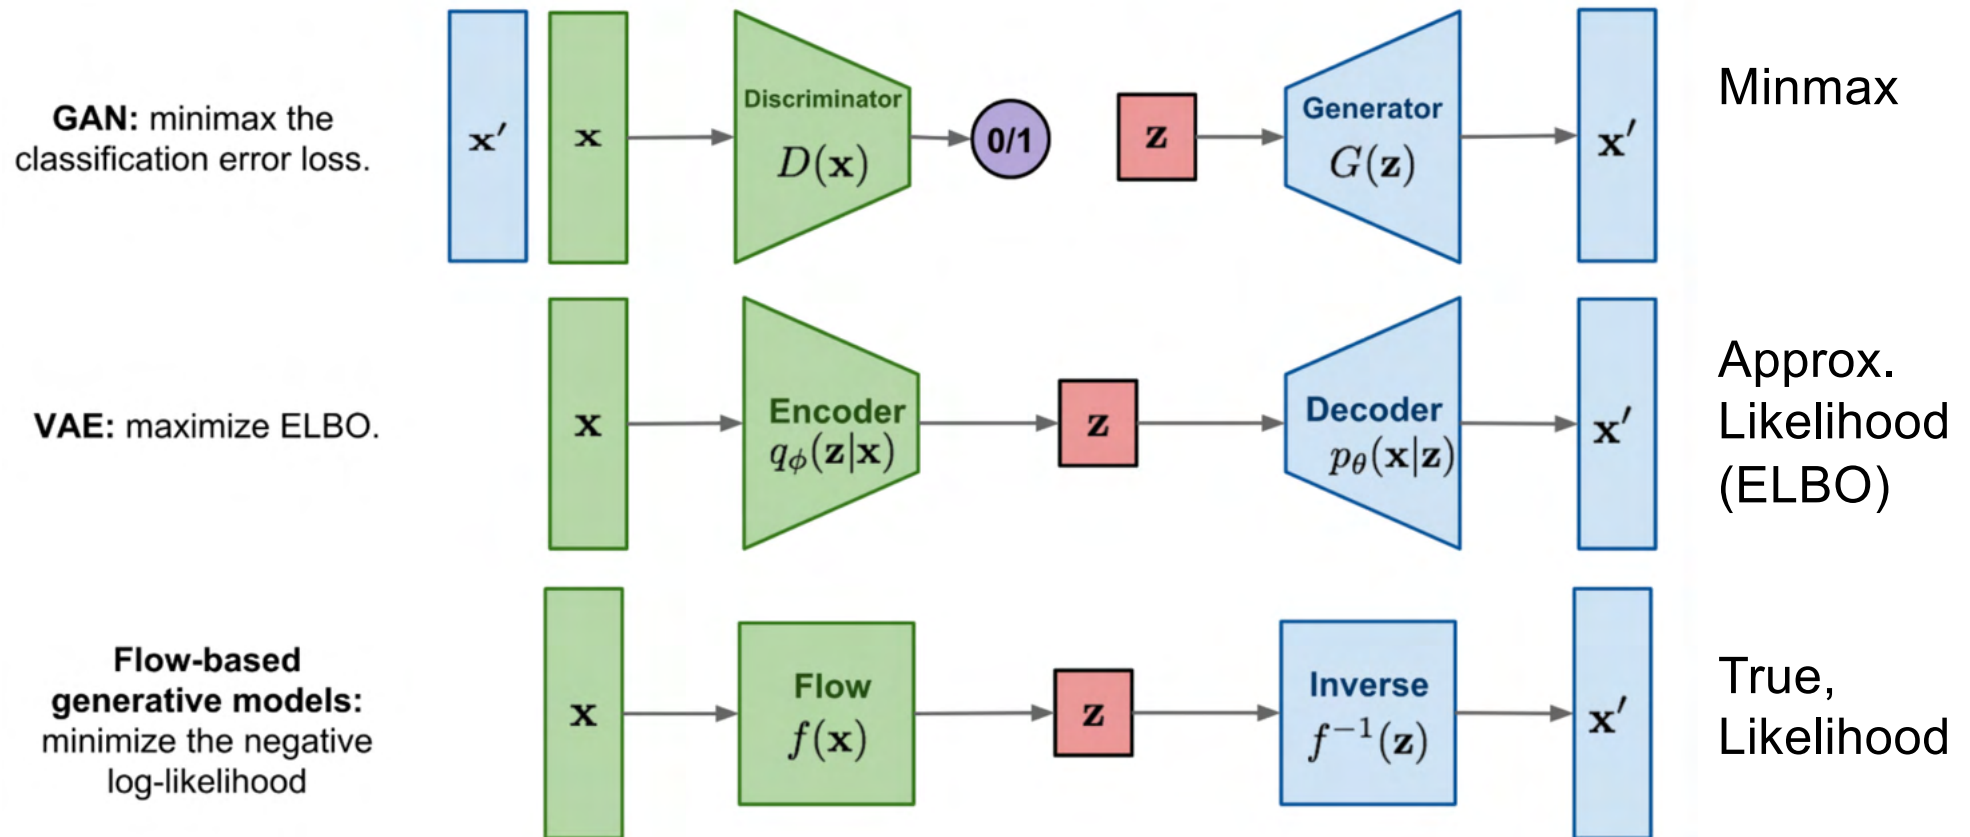 GAN: minimax the
classification error loss.
x′
x
Discriminator
D(x)
0/1
z
Generator
G(z)
x′
Minmax
VAE: maximize ELBO.
x
Encoder
qϕ(z|x)
z
Decoder
pθ(x|z)
x′
Approx.
Likelihood
(ELBO)
Flow-based
generative models:
minimize the negative
log-likelihood
x
Flow
f(x)
z
Inverse
f⁻¹(z)
x′
True,
Likelihood